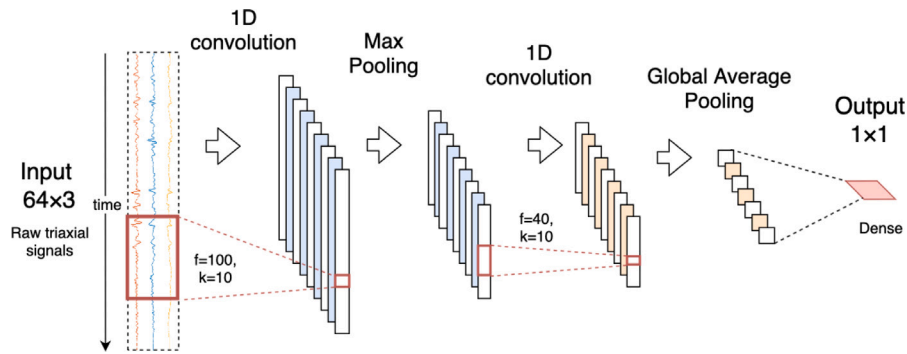 1D
convolution
Max
Pooling
1D
convolution
Global Average
Pooling
Output
1×1
Input
64×3
time
Raw triaxial
signals
f=100,
k=10
f=40,
k=10
Dense